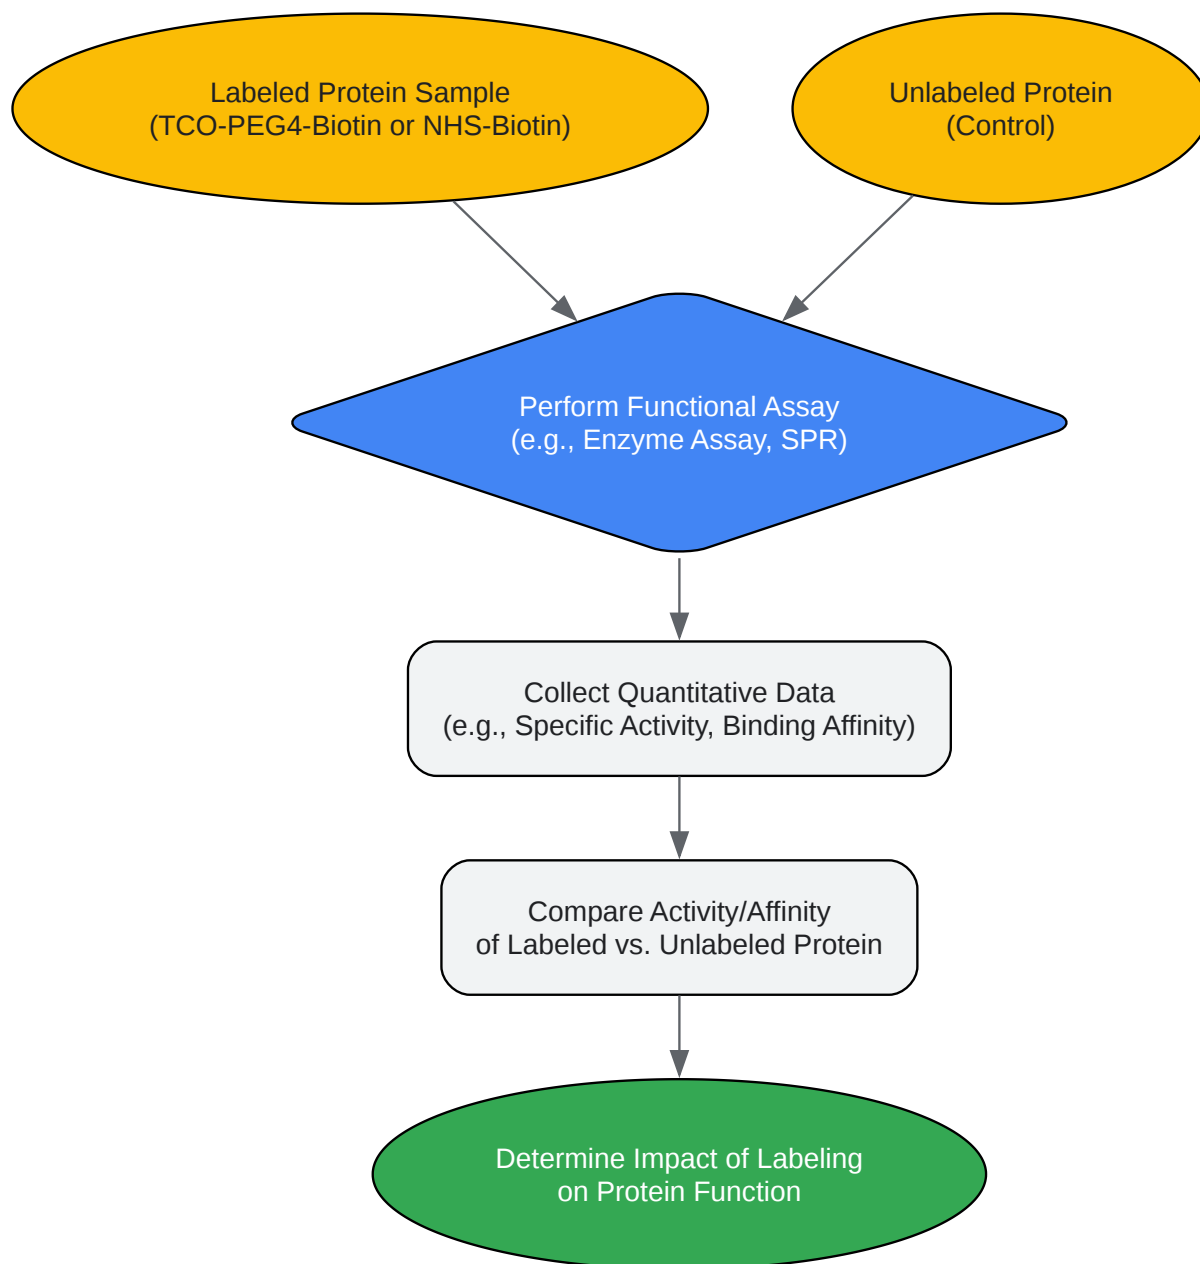 Labeled Protein Sample
(TCO-PEG4-Biotin or NHS-Biotin)
Unlabeled Protein
(Control)
Perform Functional Assay
(e.g., Enzyme Assay, SPR)
Collect Quantitative Data
(e.g., Specific Activity, Binding Affinity)
Compare Activity/Affinity
of Labeled vs. Unlabeled Protein
Determine Impact of Labeling
on Protein Function